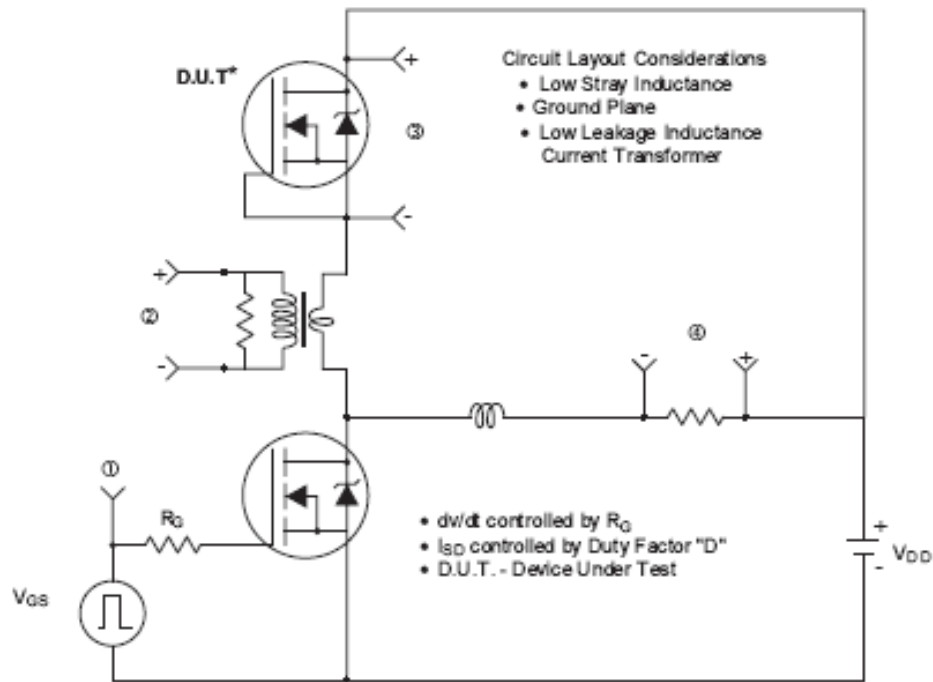 D.U.T*
+
③
-
Circuit Layout Considerations
• Low Stray Inductance
• Ground Plane
• Low Leakage Inductance
Current Transformer
+
②
-
④
-
+
①
RG
VGS
• dv/dt controlled by RG
• ISD controlled by Duty Factor "D"
• D.U.T. - Device Under Test
+
VDD
-